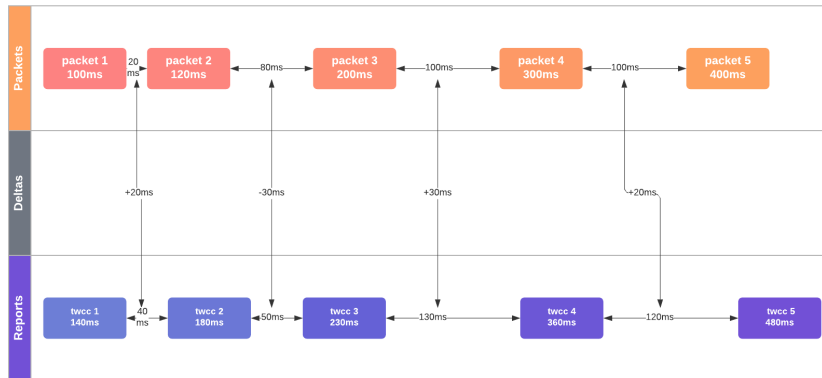 Packets
packet 1
100ms
20
ms
packet 2
120ms
80ms
packet 3
200ms
100ms
packet 4
300ms
100ms
packet 5
400ms
Deltas
+20ms
-30ms
+30ms
+20ms
Reports
twcc 1
140ms
40
ms
twcc 2
180ms
50ms
twcc 3
230ms
130ms
twcc 4
360ms
120ms
twcc 5
480ms